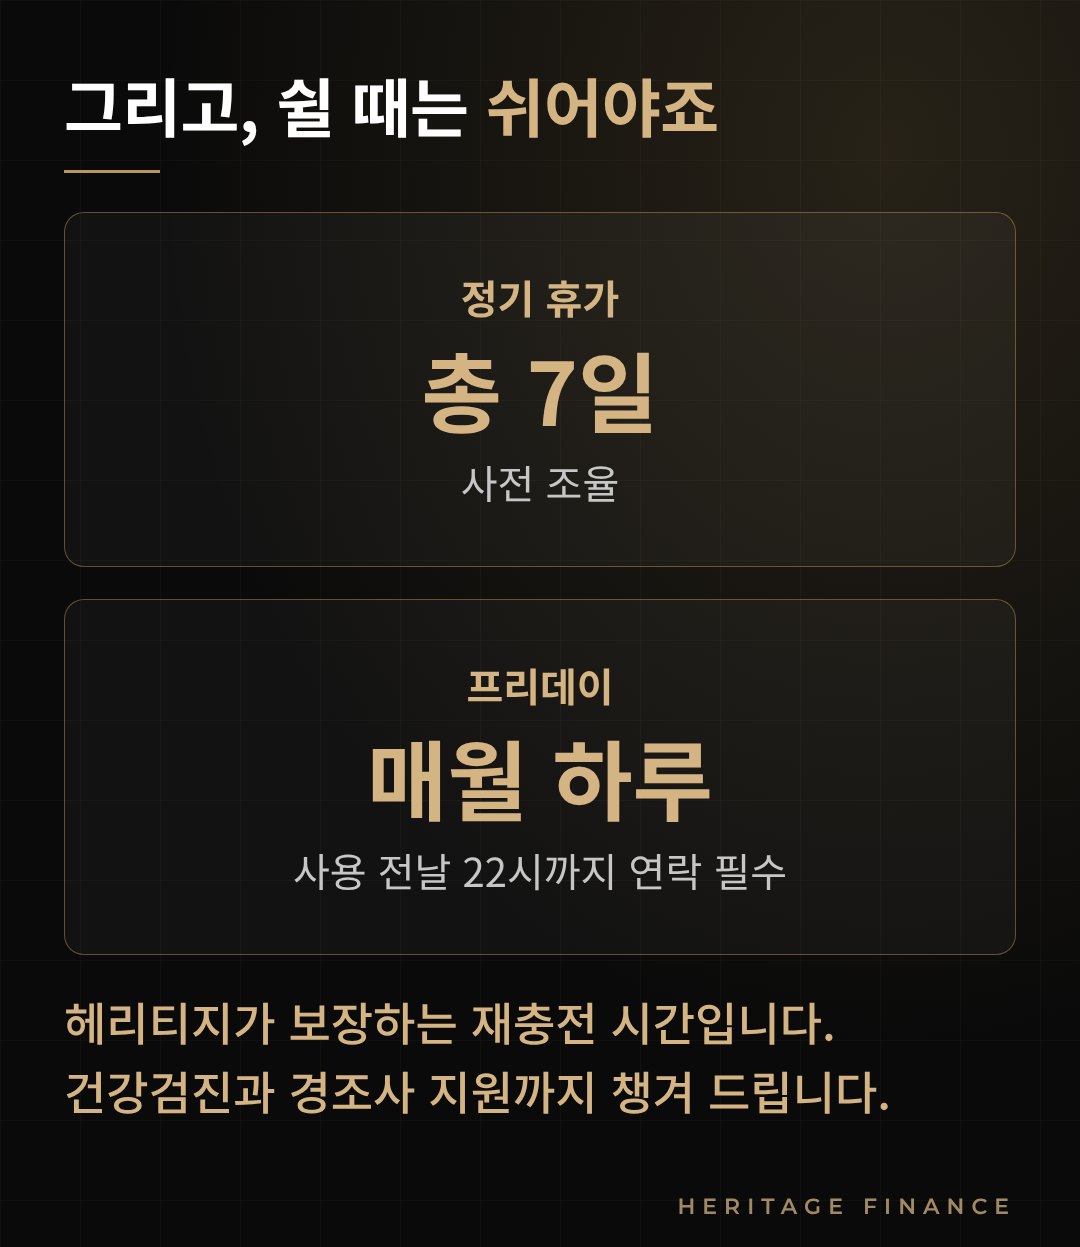 그리고, 쉴 때는 쉬어야죠
정기 휴가
총 7일
사전 조율
프리데이
매월 하루
사용 전날 22시까지 연락 필수
헤리티지가 보장하는 재충전 시간입니다.
건강검진과 경조사 지원까지 챙겨 드립니다.
HERITAGE FINANCE